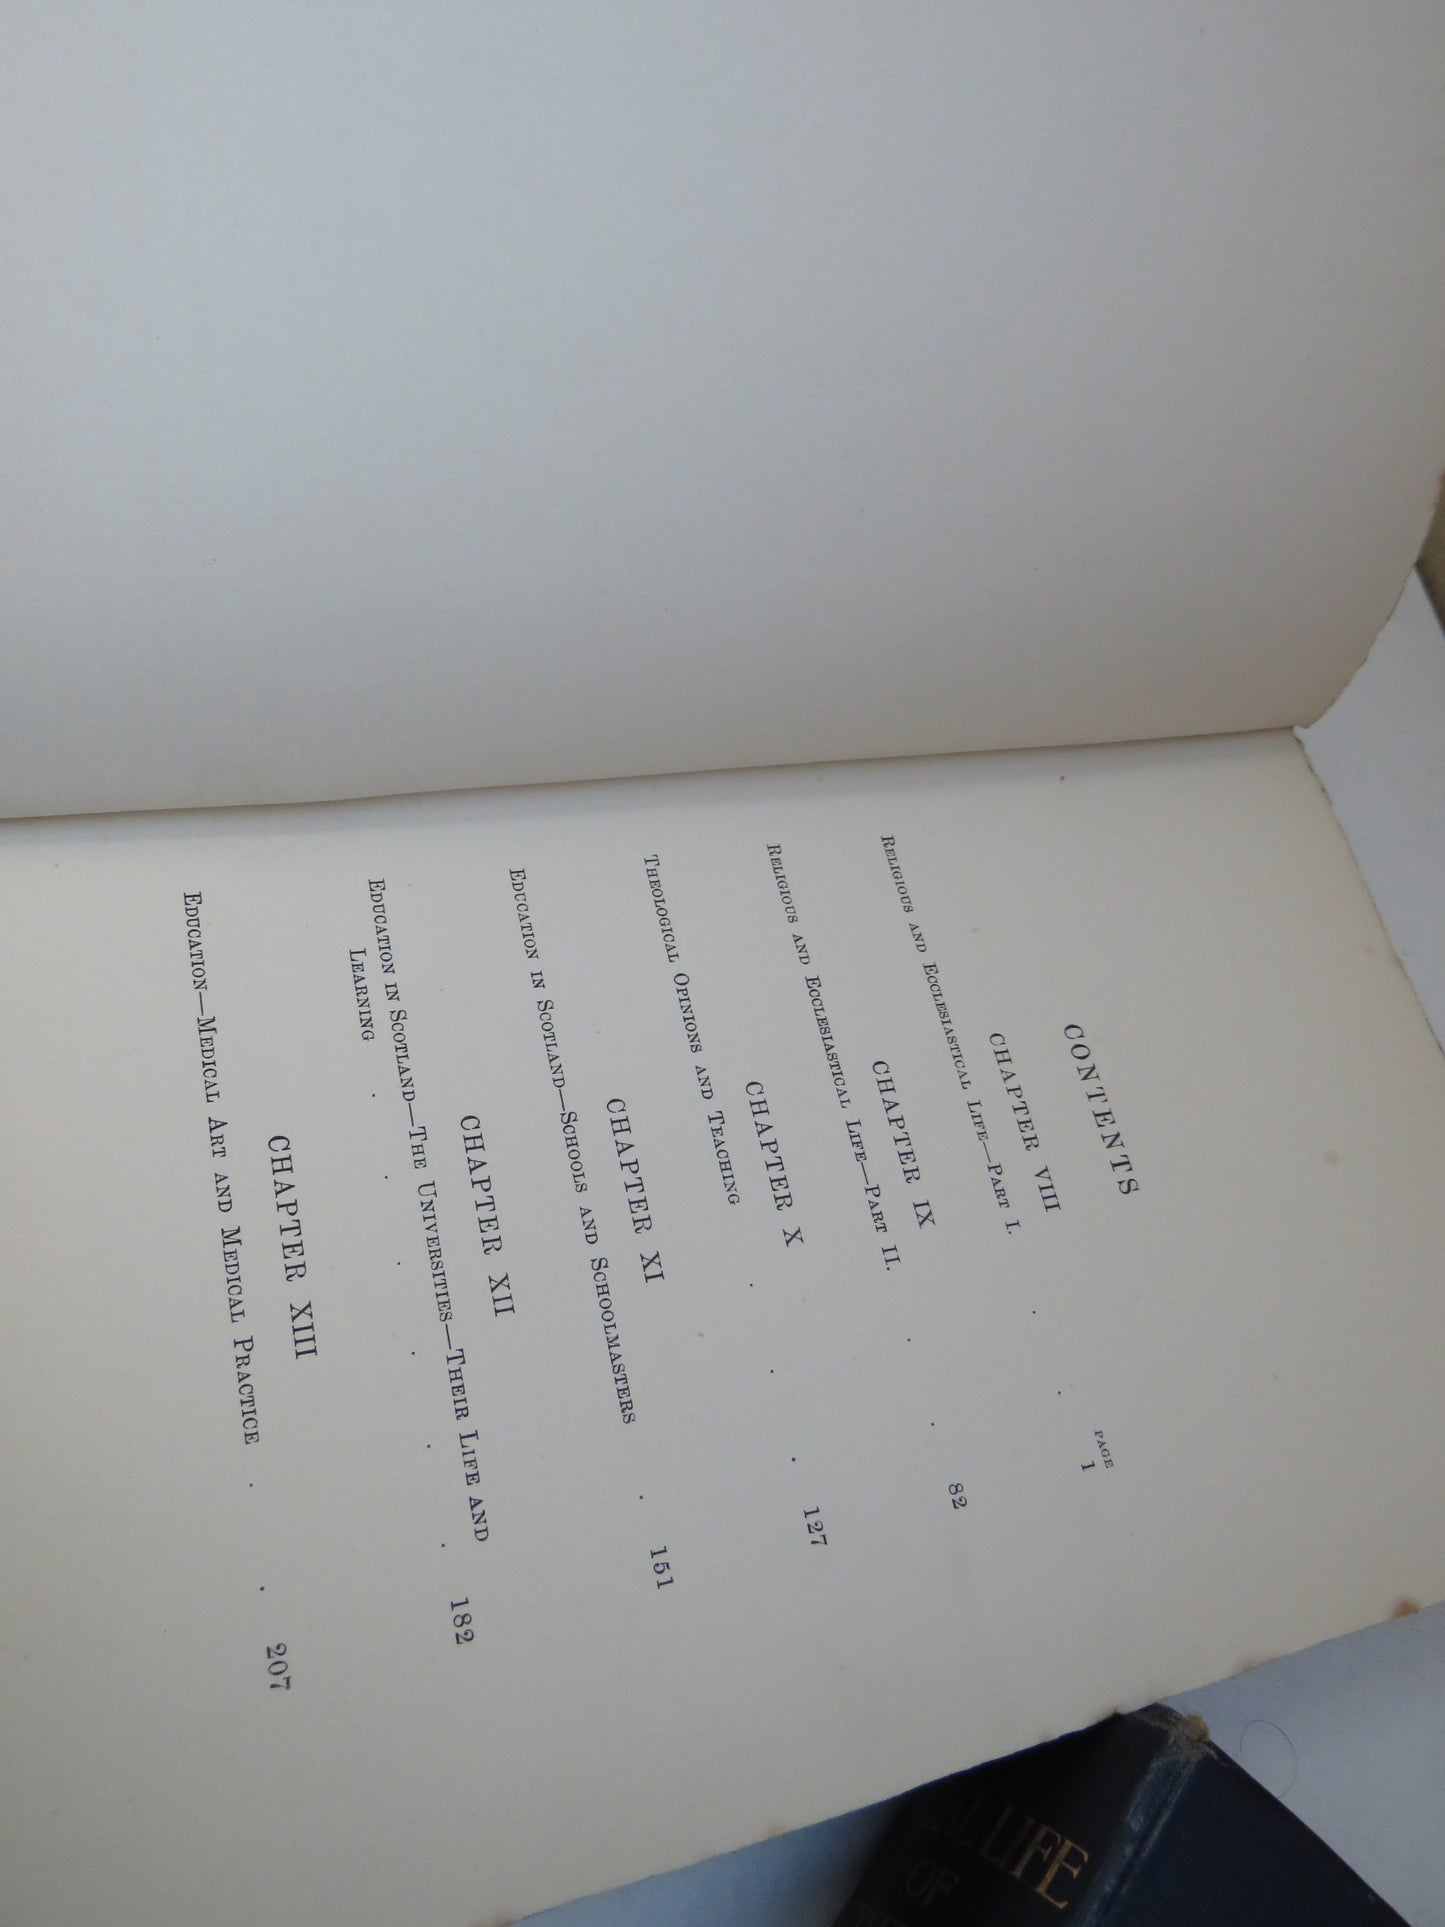 CONTENTS
CHAPTER VIII
PAGE
Religious and Ecclesiastical Life—Part I. . . 1
CHAPTER IX
Religious and Ecclesiastical Life—Part II. . . 82
CHAPTER X
Theological Opinions and Teaching . . . 127
CHAPTER XI
Education in Scotland—Schools and Schoolmasters . 151
CHAPTER XII
Education in Scotland—The Universities—Their Life and
Learning . . . . . . 182
CHAPTER XIII
Education—Medical Art and Medical Practice . . 207
LIFE
OF